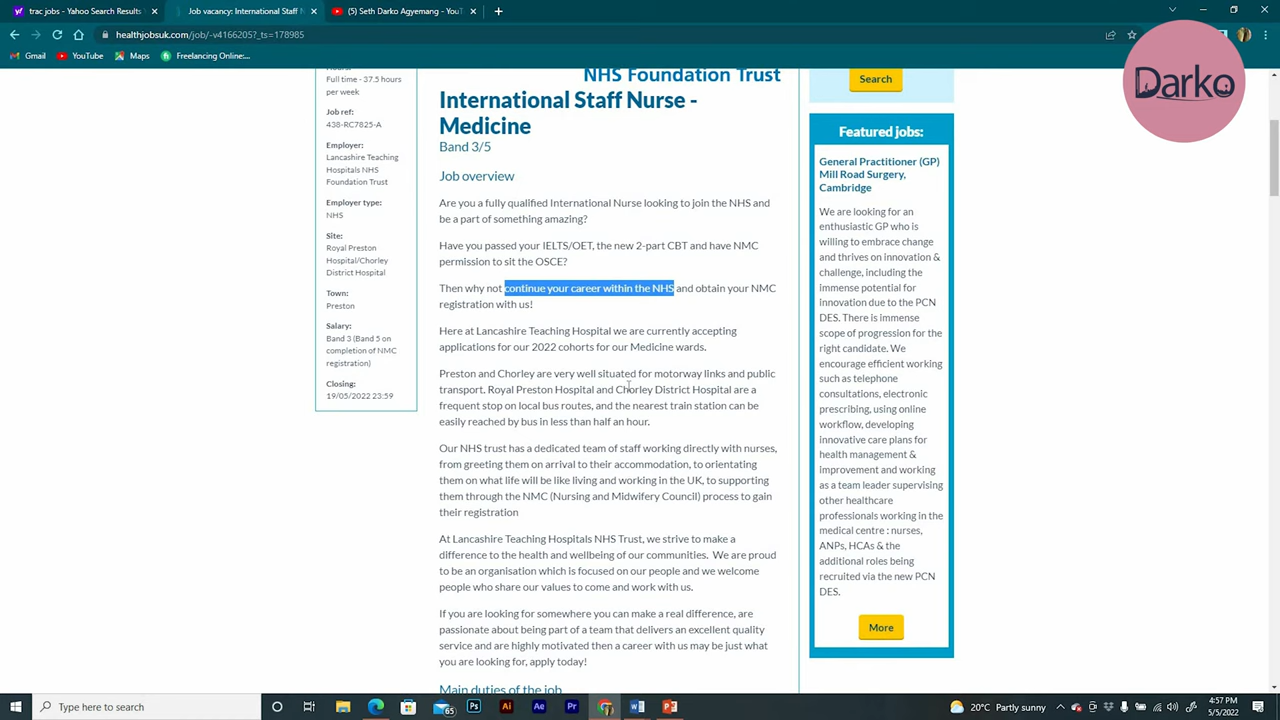 trac jobs - Yahoo Search Results
Job vacancy: International Staff N
(5) Seth Darko Agyemang - YouT
healthjobsuk.com/job/-v4166205?_ts=178985
Gmail
YouTube
Maps
Freelancing Online:...
Darko
Hours:
Full time - 37.5 hours
per week
Job ref:
438-RC7825-A
Employer:
Lancashire Teaching
Hospitals NHS
Foundation Trust
Employer type:
NHS
Site:
Royal Preston
Hospital/Chorley
District Hospital
Town:
Preston
Salary:
Band 3 (Band 5 on
completion of NMC
registration)
Closing:
19/05/2022 23:59
NHS Foundation Trust
International Staff Nurse -
Medicine
Band 3/5
Job overview
Are you a fully qualified International Nurse looking to join the NHS and
be a part of something amazing?
Have you passed your IELTS/OET, the new 2-part CBT and have NMC
permission to sit the OSCE?
Then why not continue your career within the NHS and obtain your NMC
registration with us!
Here at Lancashire Teaching Hospital we are currently accepting
applications for our 2022 cohorts for our Medicine wards.
Preston and Chorley are very well situated for motorway links and public
transport. Royal Preston Hospital and Chorley District Hospital are a
frequent stop on local bus routes, and the nearest train station can be
easily reached by bus in less than half an hour.
Our NHS trust has a dedicated team of staff working directly with nurses,
from greeting them on arrival to their accommodation, to orientating
them on what life will be like living and working in the UK, to supporting
them through the NMC (Nursing and Midwifery Council) process to gain
their registration
At Lancashire Teaching Hospitals NHS Trust, we strive to make a
difference to the health and wellbeing of our communities. We are proud
to be an organisation which is focused on our people and we welcome
people who share our values to come and work with us.
If you are looking for somewhere you can make a real difference, are
passionate about being part of a team that delivers an excellent quality
service and are highly motivated then a career with us may be just what
you are looking for, apply today!
Main duties of the job
Search
Featured jobs:
General Practitioner (GP)
Mill Road Surgery,
Cambridge
We are looking for an
enthusiastic GP who is
willing to embrace change
and thrives on innovation &
challenge, including the
immense potential for
innovation due to the PCN
DES. There is immense
scope of progression for the
right candidate. We
encourage efficient working
such as telephone
consultations, electronic
prescribing, using online
workflow, developing
innovative care plans for
health management &
improvement and working
as a team leader supervising
other healthcare
professionals working in the
medical centre : nurses,
ANPs, HCAs & the
additional roles being
recruited via the new PCN
DES.
More
Type here to search
65
Ps
Ai
Ae
Pr
20°C Partly sunny
4:57 PM
5/5/2022